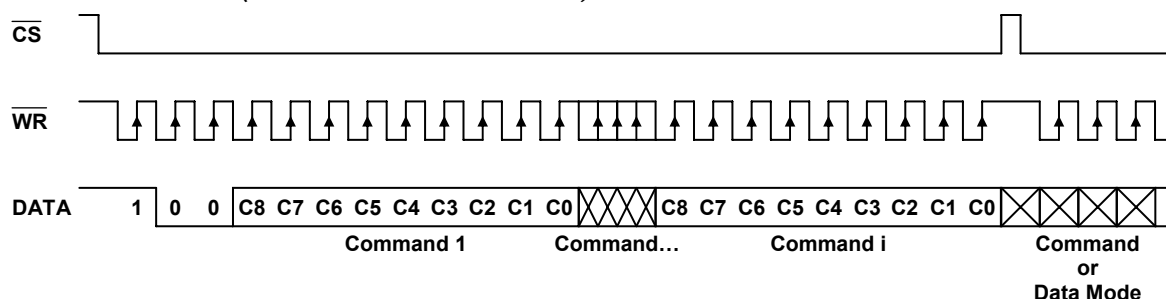 CS
WR
DATA 1 0 0 C8 C7 C6 C5 C4 C3 C2 C1 C0 C8 C7 C6 C5 C4 C3 C2 C1 C0
Command 1 Command… Command i Command
or
Data Mode